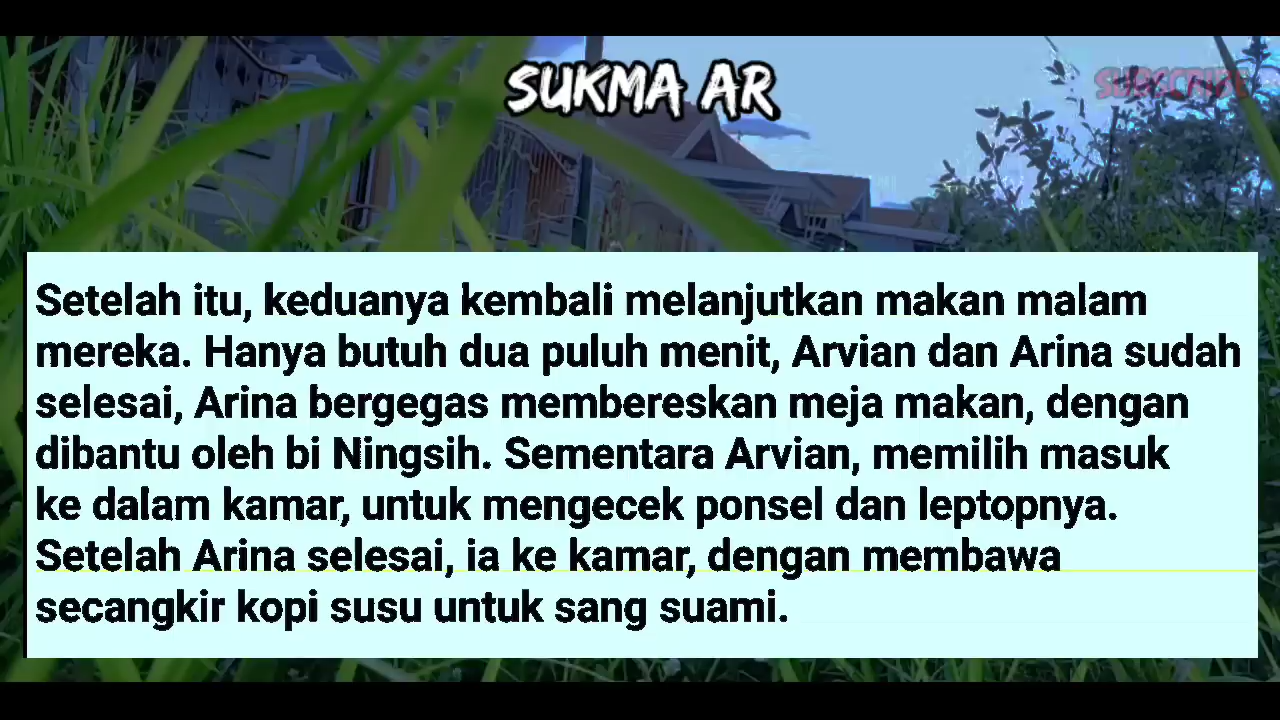 SUKMA AR
SUBSCRIBE
Setelah itu, keduanya kembali melanjutkan makan malam
mereka. Hanya butuh dua puluh menit, Arvian dan Arina sudah
selesai, Arina bergegas membereskan meja makan, dengan
dibantu oleh bi Ningsih. Sementara Arvian, memilih masuk
ke dalam kamar, untuk mengecek ponsel dan leptopnya.
Setelah Arina selesai, ia ke kamar, dengan membawa
secangkir kopi susu untuk sang suami.